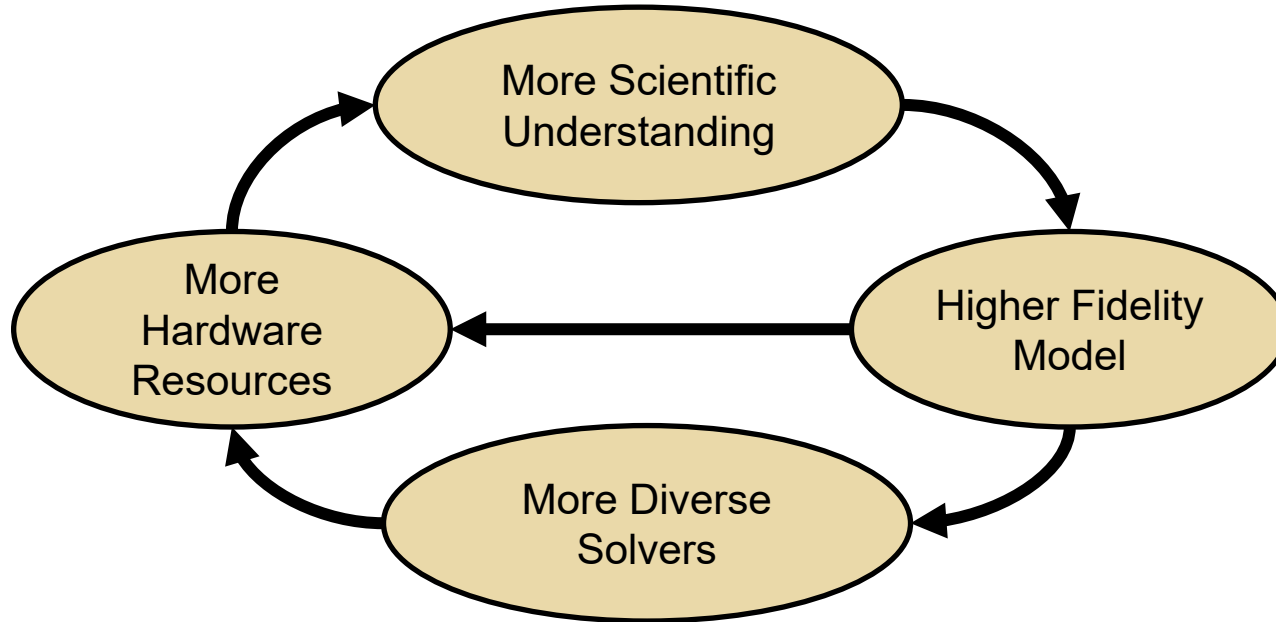 More Scientific
Understanding
More
Hardware
Resources
Higher Fidelity
Model
More Diverse
Solvers